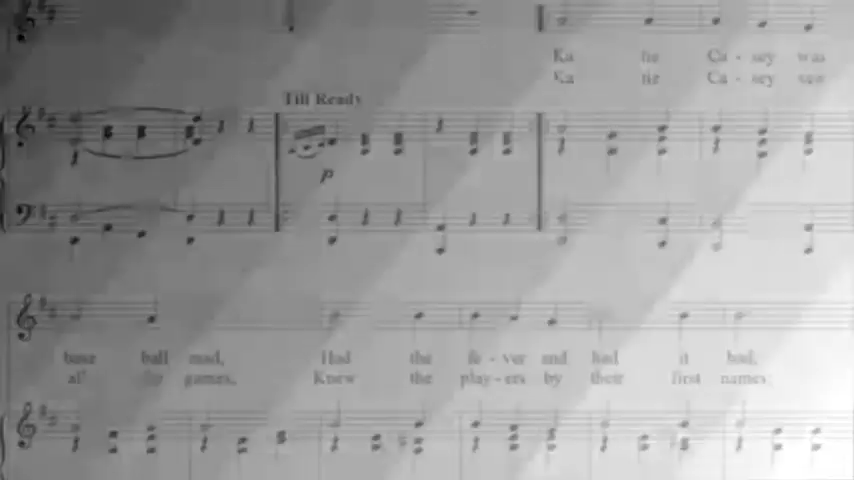 Till Ready
Ka tie Ca - sey was
Ka tie Ca - sey saw
p
base ball mad,
all the games,
Had the fe - ver and had it bad,
Knew the play - ers by their first names;